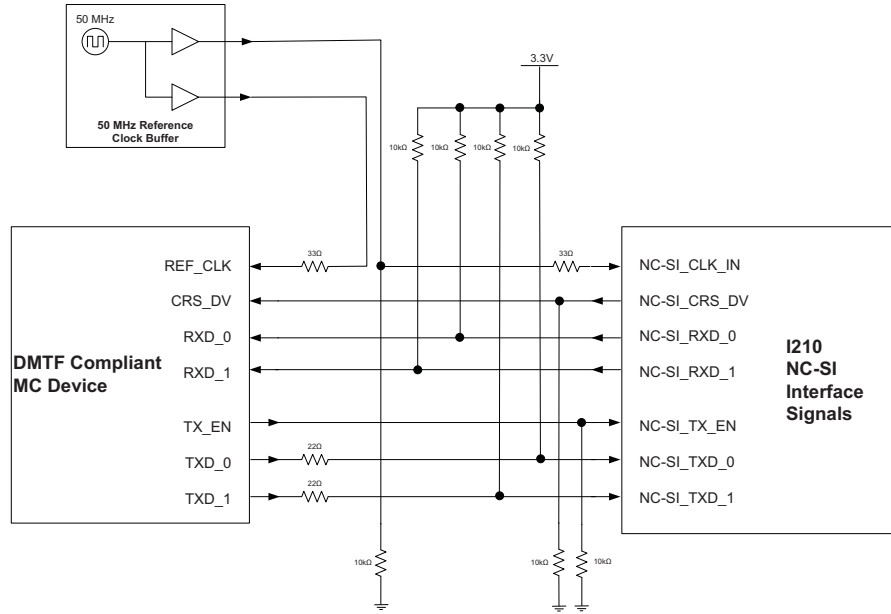 50 MHz
50 MHz Reference
Clock Buffer
3.3V
10kΩ
10kΩ
10kΩ
10kΩ
REF_CLK
33Ω
33Ω
NC-SI_CLK_IN
CRS_DV
NC-SI_CRS_DV
RXD_0
NC-SI_RXD_0
RXD_1
NC-SI_RXD_1
DMTF Compliant
MC Device
I210
NC-SI
Interface
Signals
TX_EN
NC-SI_TX_EN
TXD_0
22Ω
NC-SI_TXD_0
TXD_1
22Ω
NC-SI_TXD_1
10kΩ
10kΩ
10kΩ